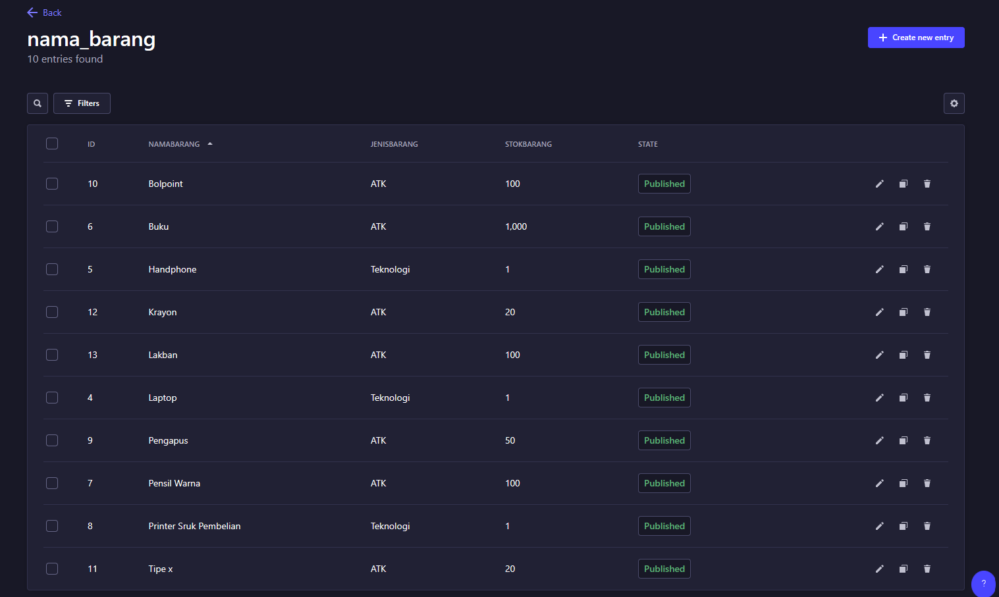 Back
nama_barang
10 entries found
Create new entry
Filters
ID NAMABARANG JENISBARANG STOKBARANG STATE
10 Bolpoint ATK 100 Published
6 Buku ATK 1,000 Published
5 Handphone Teknologi 1 Published
12 Krayon ATK 20 Published
13 Lakban ATK 100 Published
4 Laptop Teknologi 1 Published
9 Pengapus ATK 50 Published
7 Pensil Warna ATK 100 Published
8 Printer Sruk Pembelian Teknologi 1 Published
11 Tipe x ATK 20 Published
?